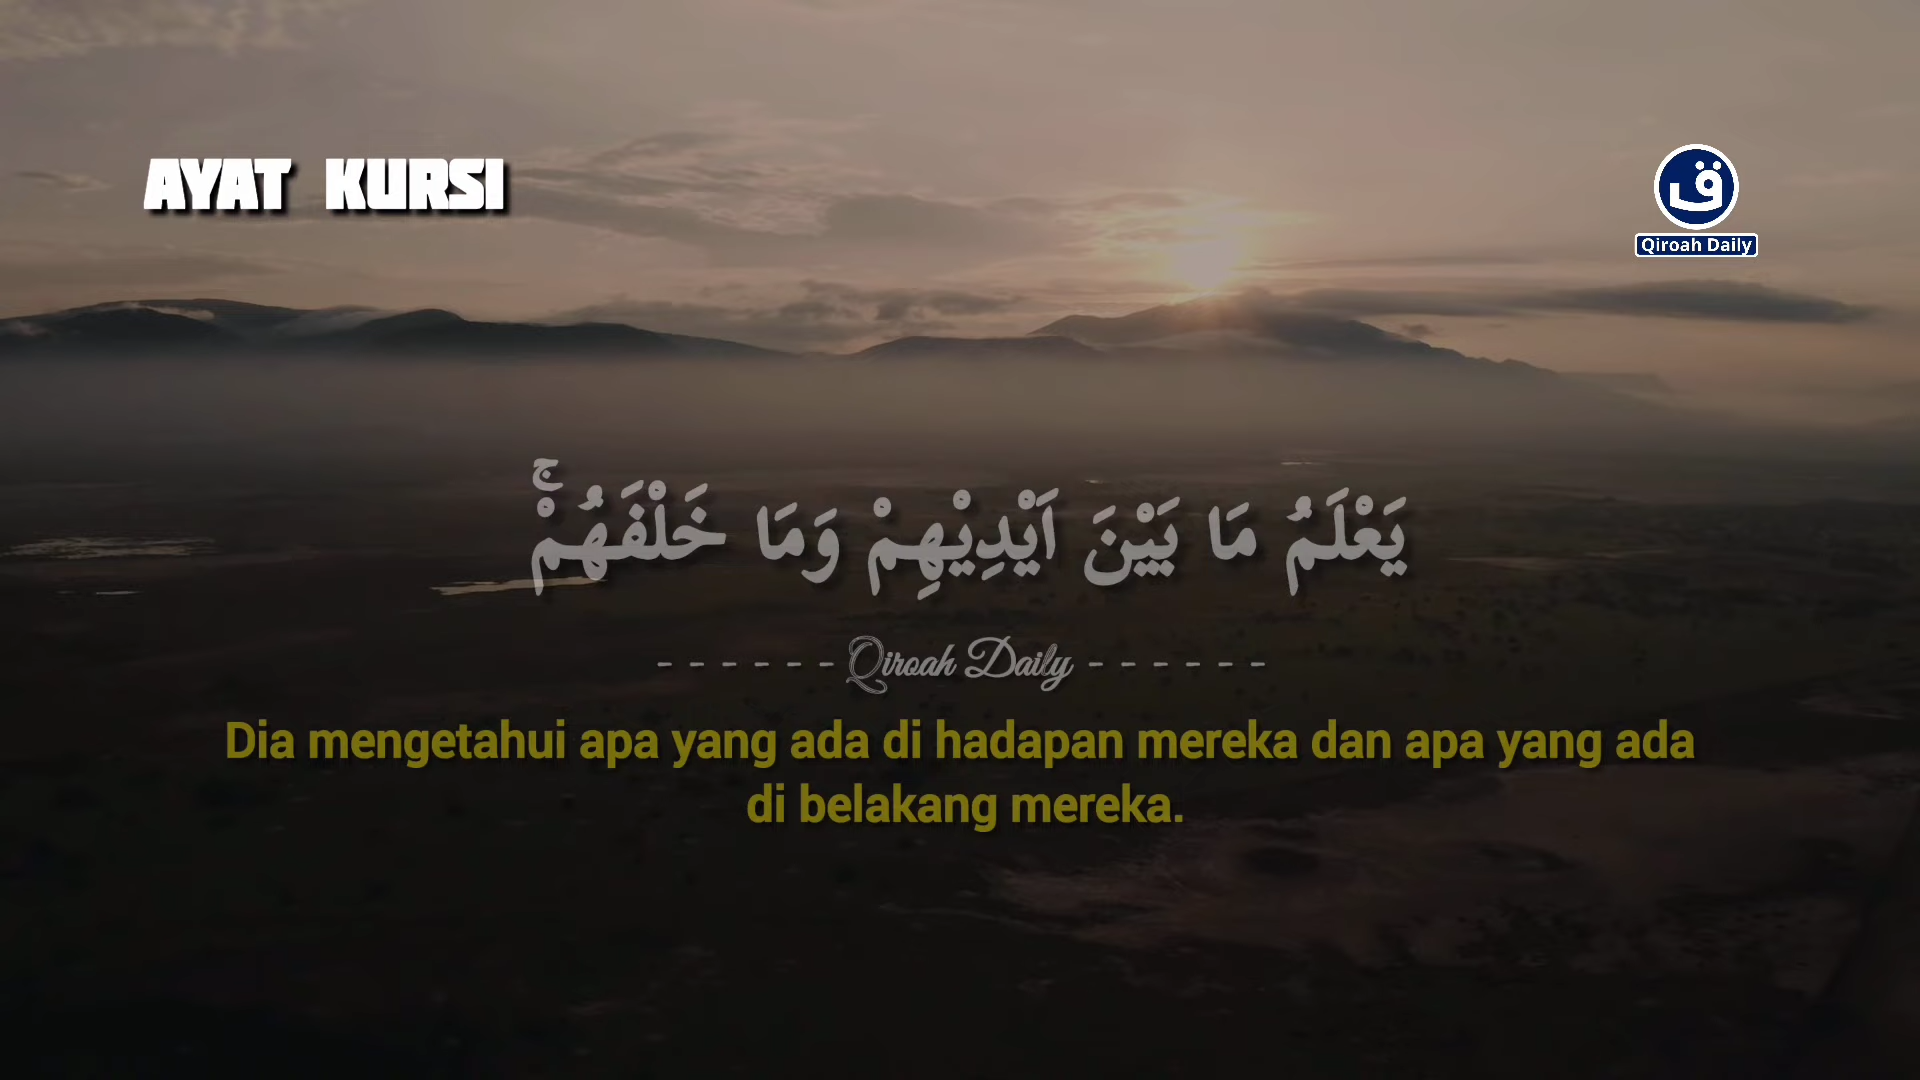 AYAT KURSI
ق
Qiroah Daily
يَعْلَمُ مَا بَيْنَ اَيْدِيْهِمْ وَمَا خَلْفَهُمْۚ
- - - - - - Qiroah Daily - - - - - -
Dia mengetahui apa yang ada di hadapan mereka dan apa yang ada
di belakang mereka.